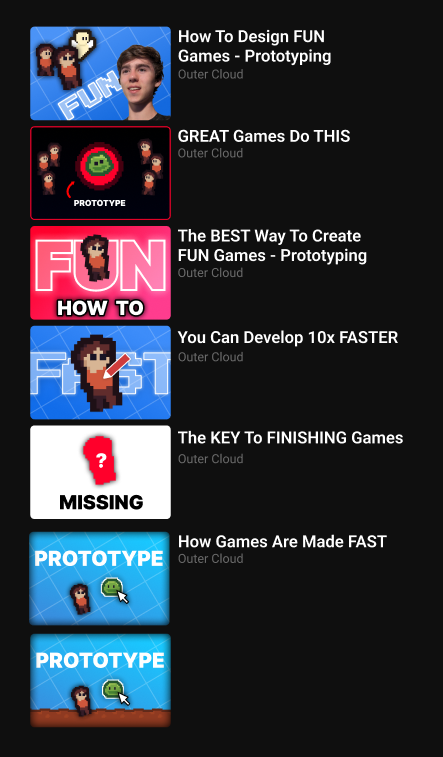 FUN
How To Design FUN
Games - Prototyping
Outer Cloud
PROTOTYPE
GREAT Games Do THIS
Outer Cloud
FUN
HOW TO
The BEST Way To Create
FUN Games - Prototyping
Outer Cloud
FAST
You Can Develop 10x FASTER
Outer Cloud
?
MISSING
The KEY To FINISHING Games
Outer Cloud
PROTOTYPE
How Games Are Made FAST
Outer Cloud
PROTOTYPE